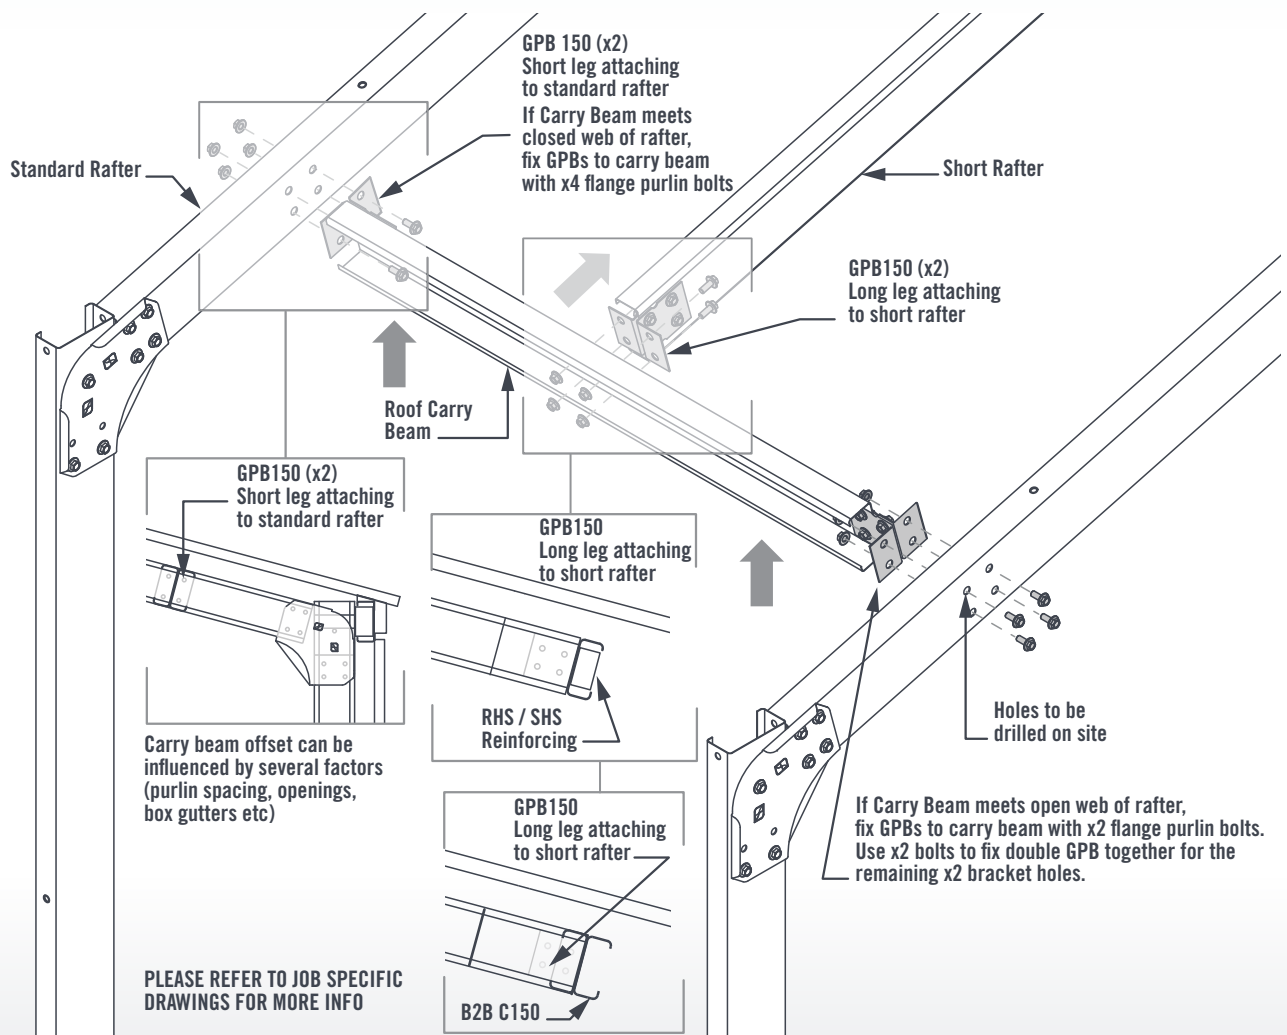 GPB 150 (x2)
Short leg attaching
to standard rafter
If Carry Beam meets
closed web of rafter,
fix GPBs to carry beam
with x4 flange purlin bolts
Standard Rafter
Short Rafter
GPB150 (x2)
Long leg attaching
to short rafter
Roof Carry
Beam
GPB150 (x2)
Short leg attaching
to standard rafter
GPB150
Long leg attaching
to short rafter
RHS / SHS
Reinforcing
Holes to be
drilled on site
Carry beam offset can be
influenced by several factors
(purlin spacing, openings,
box gutters etc)
GPB150
Long leg attaching
to short rafter
If Carry Beam meets open web of rafter,
fix GPBs to carry beam with x2 flange purlin bolts.
Use x2 bolts to fix double GPB together for the
remaining x2 bracket holes.
PLEASE REFER TO JOB SPECIFIC
DRAWINGS FOR MORE INFO
B2B C150